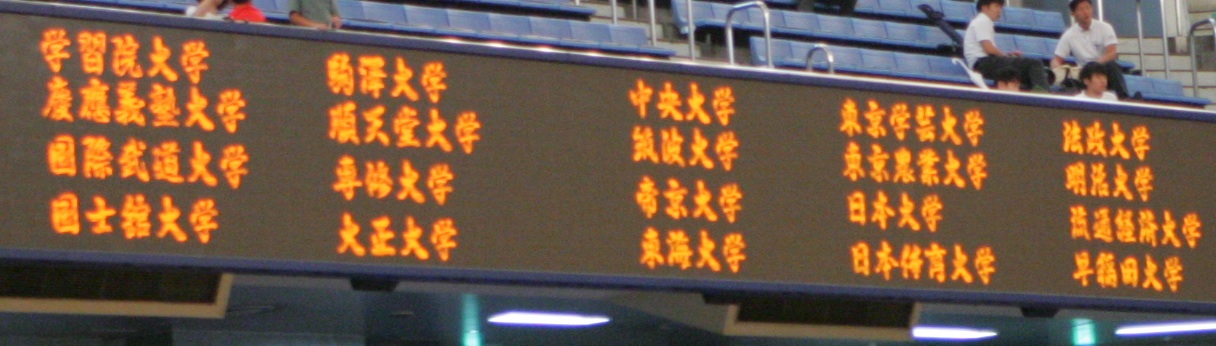 学習院大学
慶應義塾大学
国際武道大学
国士舘大学
駒澤大学
順天堂大学
専修大学
大正大学
中央大学
筑波大学
帝京大学
東海大学
東京学芸大学
東京農業大学
日本大学
日本体育大学
法政大学
明治大学
流通経済大学
早稲田大学